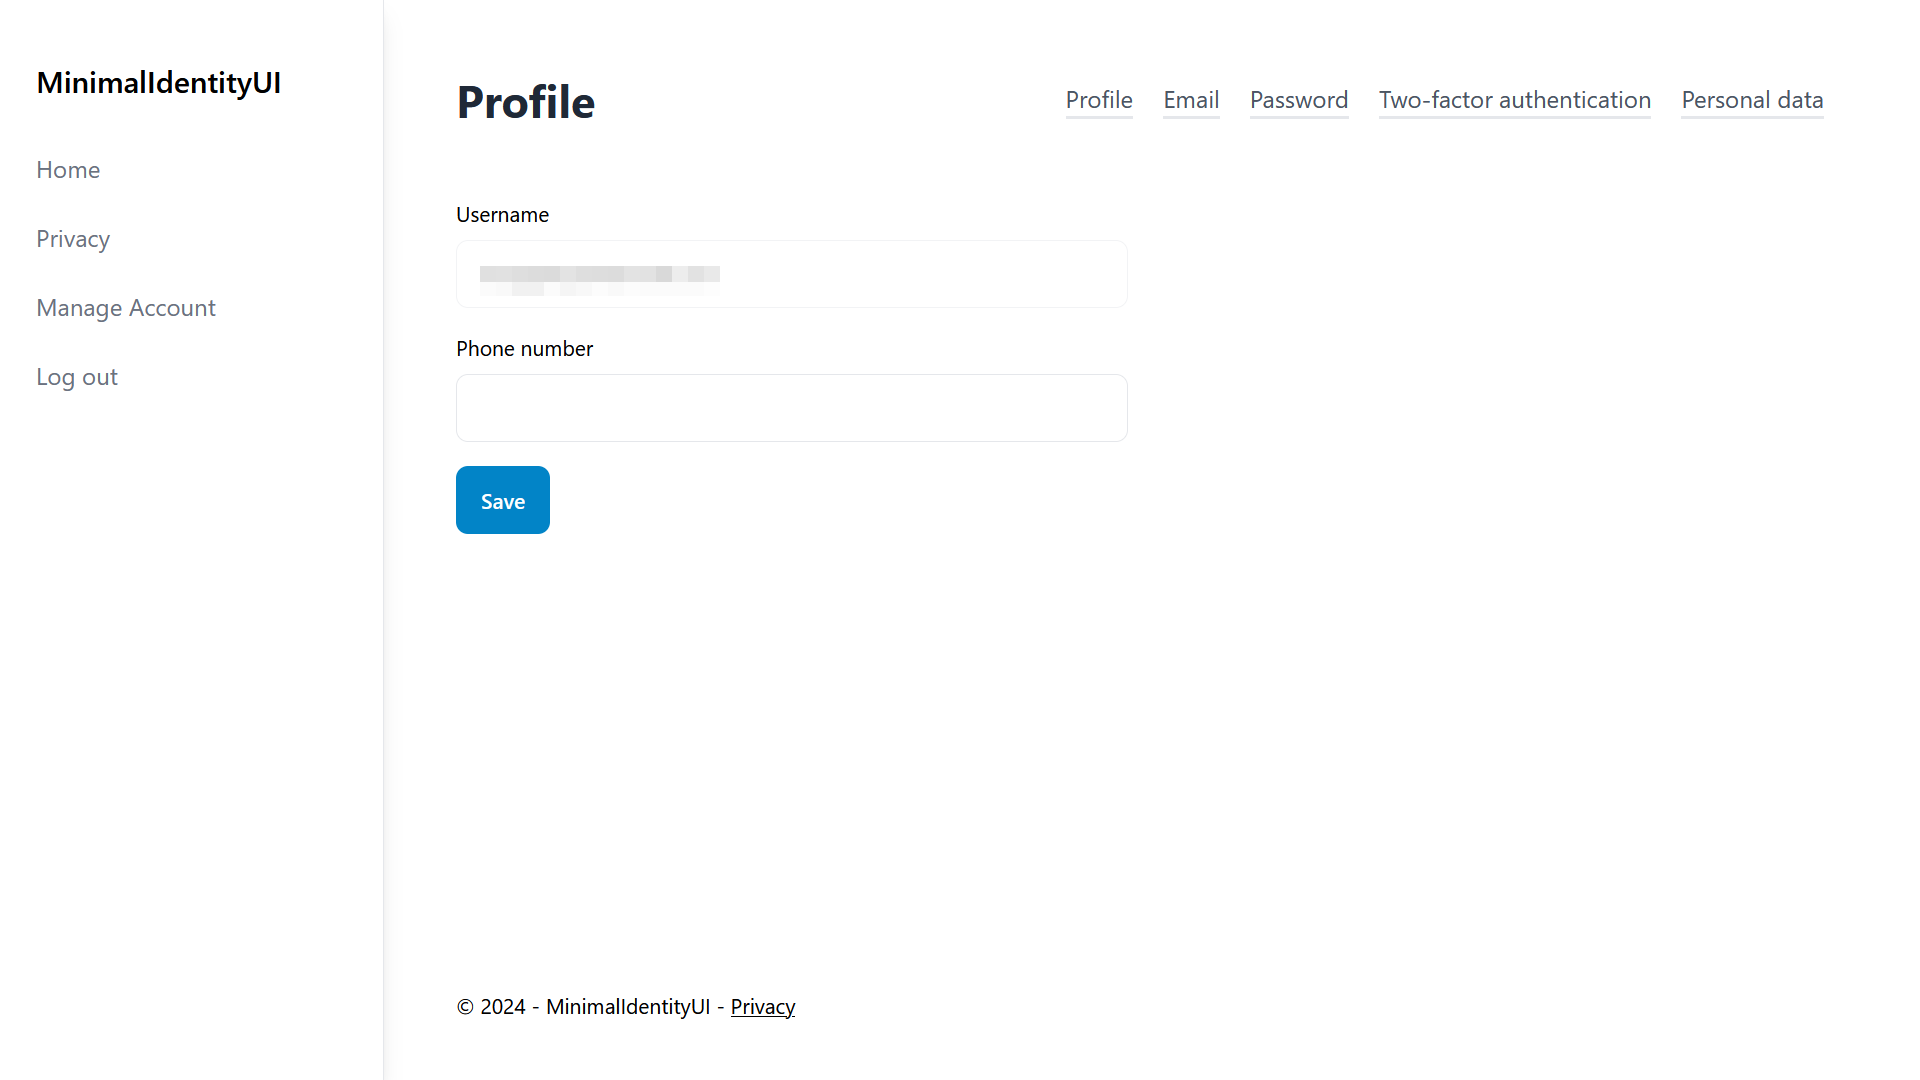 MinimalIdentityUI
Home
Privacy
Manage Account
Log out
Profile
Profile Email Password Two-factor authentication Personal data
Username
Phone number
Save
© 2024 - MinimalIdentityUI - Privacy